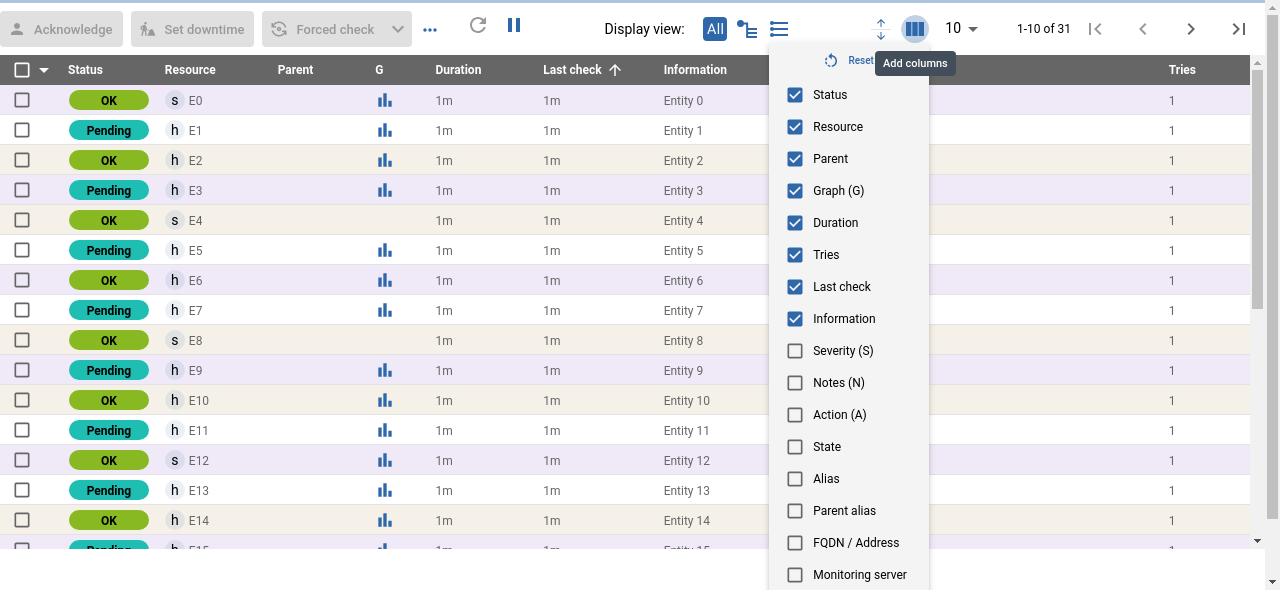 Acknowledge Set downtime Forced check Display view: All 10 1-10 of 31
Reset Add columns
Status Resource Parent G Duration Last check Information Tries
OK s E0 1m 1m Entity 0 1
Pending h E1 1m 1m Entity 1 1
OK h E2 1m 1m Entity 2 1
Pending h E3 1m 1m Entity 3 1
OK s E4 1m 1m Entity 4 1
Pending h E5 1m 1m Entity 5 1
OK h E6 1m 1m Entity 6 1
Pending h E7 1m 1m Entity 7 1
OK s E8 1m 1m Entity 8 1
Pending h E9 1m 1m Entity 9 1
OK h E10 1m 1m Entity 10 1
Pending h E11 1m 1m Entity 11 1
OK s E12 1m 1m Entity 12 1
Pending h E13 1m 1m Entity 13 1
OK h E14 1m 1m Entity 14 1
Pending h E15 1m 1m Entity 15 1
Status
Resource
Parent
Graph (G)
Duration
Tries
Last check
Information
Severity (S)
Notes (N)
Action (A)
State
Alias
Parent alias
FQDN / Address
Monitoring server